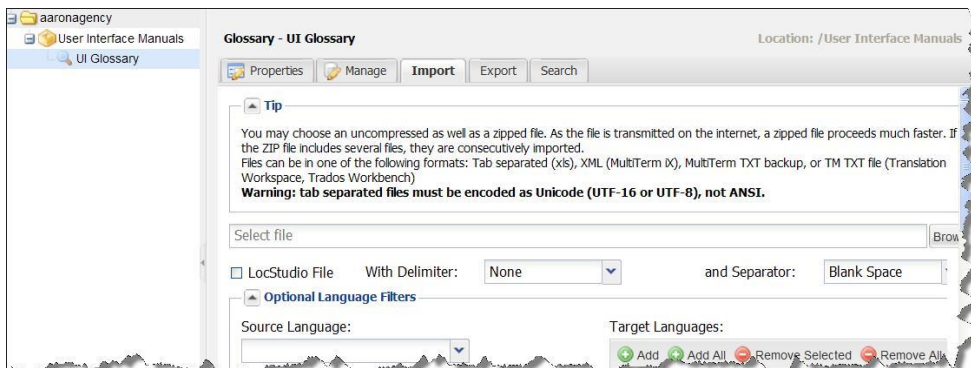 aaronagency
User Interface Manuals
UI Glossary
Glossary - UI Glossary
Location: /User Interface Manuals
Properties
Manage
Import
Export
Search
Tip
You may choose an uncompressed as well as a zipped file. As the file is transmitted on the internet, a zipped file proceeds much faster. If
the ZIP file includes several files, they are consecutively imported.
Files can be in one of the following formats: Tab separated (xls), XML (MultiTerm iX), MultiTerm TXT backup, or TM TXT file (Translation
Workspace, Trados Workbench)
Warning: tab separated files must be encoded as Unicode (UTF-16 or UTF-8), not ANSI.
Select file
Brow
LocStudio File
With Delimiter:
None
and Separator:
Blank Space
Optional Language Filters
Source Language:
Target Languages:
Add
Add All
Remove Selected
Remove All